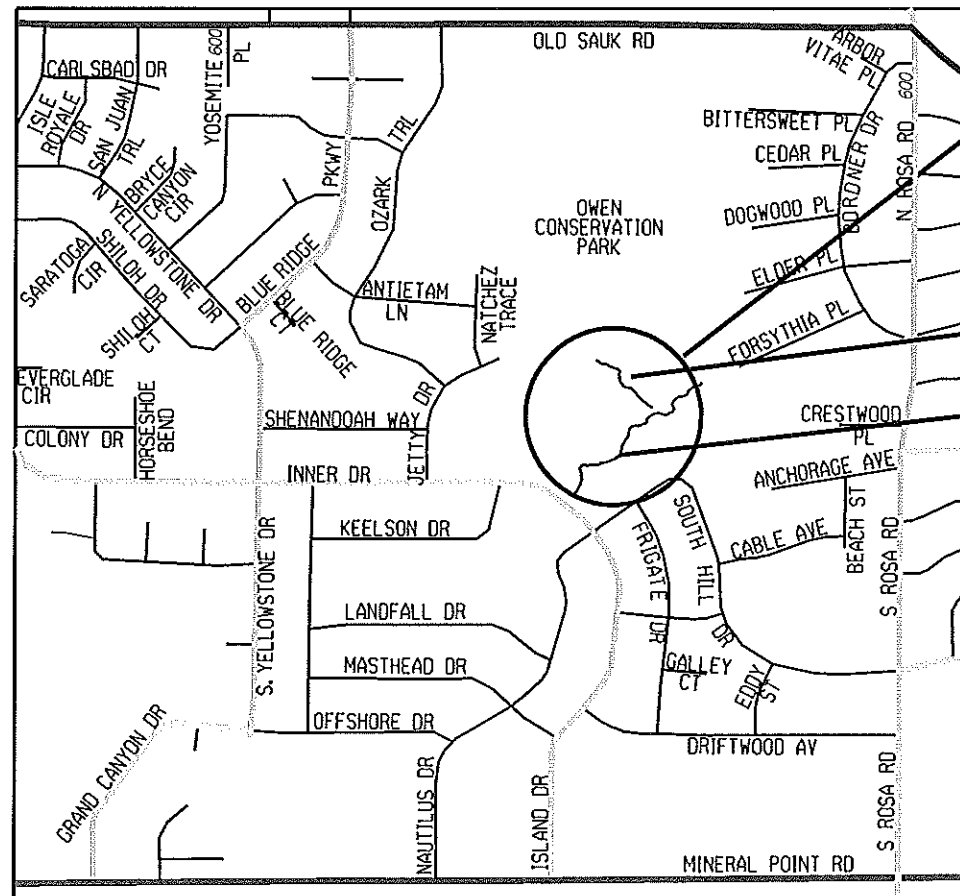 OLD SAUK RD
ARBOR
VITAE PL
CARLSBAD DR
YOSEMITE 600
PL
600
ISLE
ROYALE
DR
SAN JUAN
TRL
BITTERSWEET PL
CEDAR PL
GORDNER DR
N ROSA RD
BRYCE
CANYON
CIR
PKWY
OZARK
TRL
OWEN
CONSERVATION
PARK
DOGWOOD PL
N YELLOWSTONE DR
SARATOGA
CIR
SHILOH DR
SHILOH
CT
BLUE RIDGE
BLUE RIDGE
CT
ANTIETAM
LN
NATCHEZ
TRACE
ELDER PL
FORSYTHIA PL
EVERGLADE
CIR
COLONY DR
HORSESHOE
BEND
SHENANDOAH WAY
JETTY
DR
CRESTWOOD
PL
INNER DR
ANCHORAGE AVE
BEACH ST
CABLE AVE
S. YELLOWSTONE DR
KEELSON DR
FRIGATE
DR
SOUTH HILL
DR
S ROSA RD
LANDFALL DR
MASTHEAD DR
GALLEY
CT
EDDY
ST
OFFSHORE DR
DRIFTWOOD AV
GRAND CANYON DR
NAUTILUS DR
ISLAND DR
S ROSA RD
MINERAL POINT RD